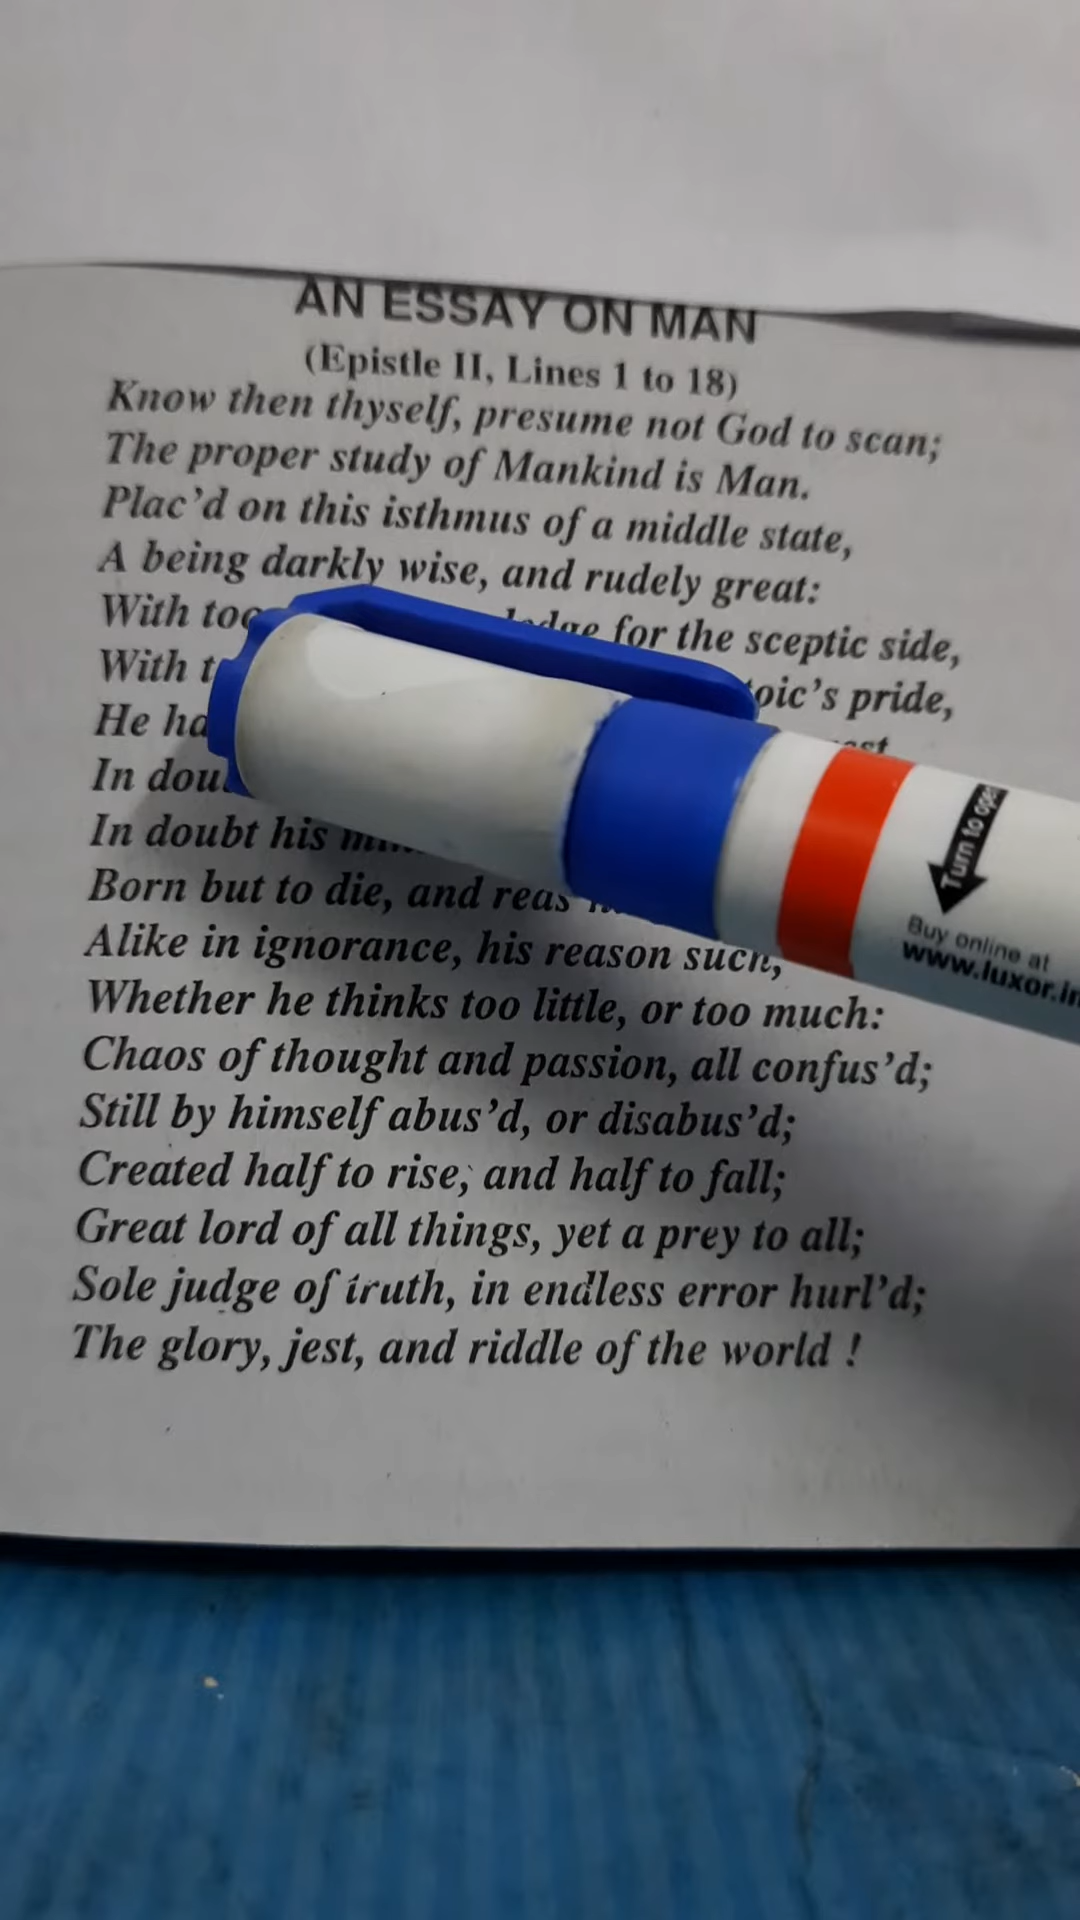 AN ESSAY ON MAN
(Epistle II, Lines 1 to 18)
Know then thyself, presume not God to scan;
The proper study of Mankind is Man.
Plac'd on this isthmus of a middle state,
A being darkly wise, and rudely great:
With too for the sceptic side,
With pride,
He
In
In doubt his
Born but to die, and
Alike in ignorance, his reason such,
Whether he thinks too little, or too much:
Chaos of thought and passion, all confus'd;
Still by himself abus'd, or disabus'd;
Created half to rise, and half to fall;
Great lord of all things, yet a prey to all;
Sole judge of truth, in endless error hurl'd;
The glory, jest, and riddle of the world !
Turn to open
Buy online at
www.luxor.in